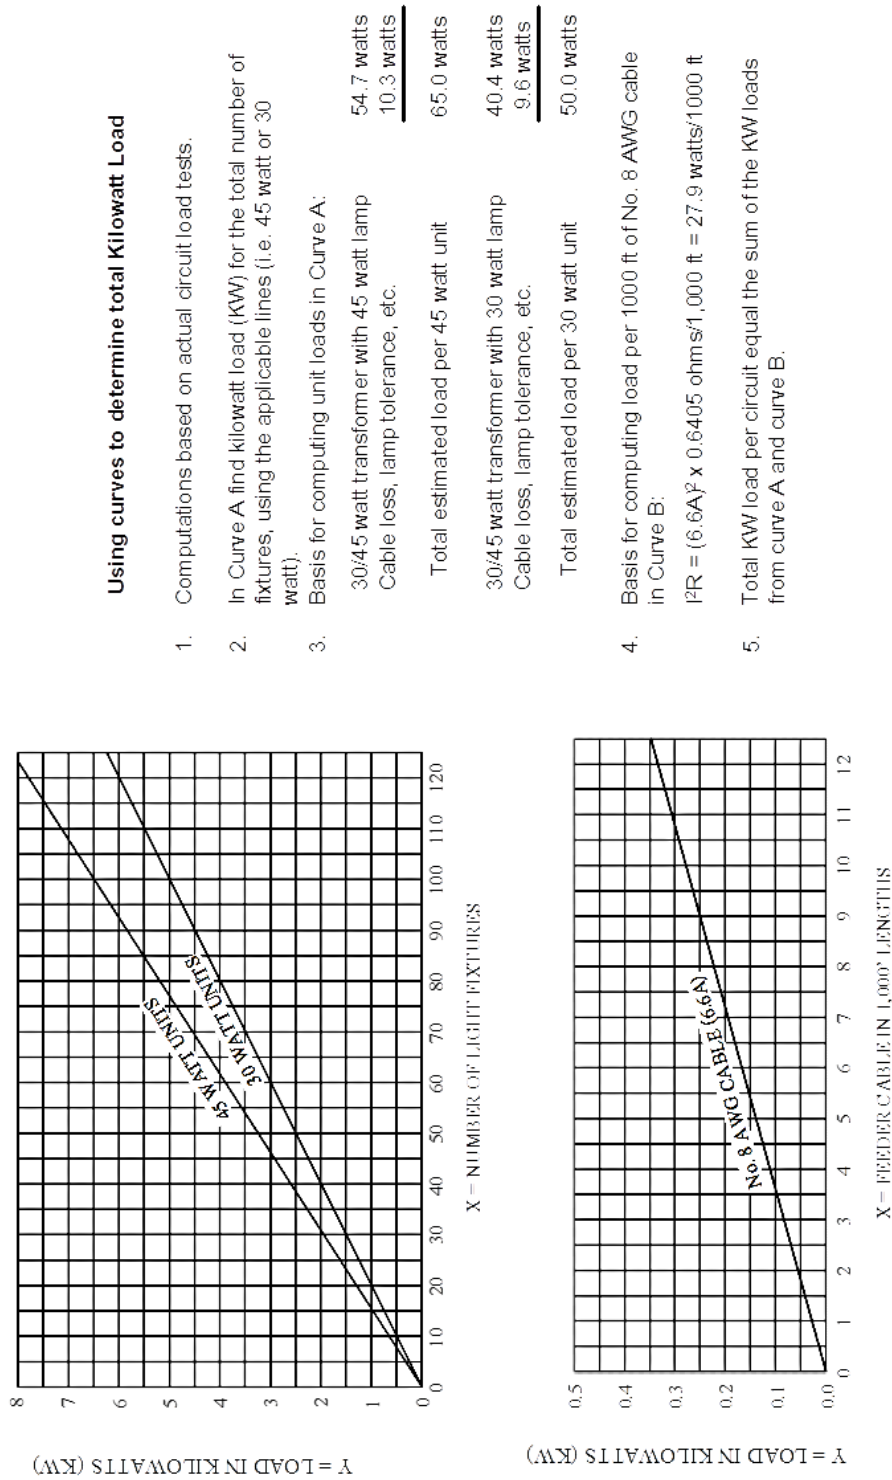 8
7
6
5
4
3
2
1
0
Y = LOAD IN KILOWATTS (KW)
45 WATT UNITS
30 WATT UNITS
0 10 20 30 40 50 60 70 80 90 100 110 120
X = NUMBER OF LIGHT FIXTURES
0.5
0.4
0.3
0.2
0.1
0.0
Y = LOAD IN KILOWATTS (KW)
No. 8 AWG CABLE (6.6A)
0 1 2 3 4 5 6 7 8 9 10 11 12
X = FEEDER CABLE IN 1,000' LENGTHS
Using curves to determine total Kilowatt Load
1. Computations based on actual circuit load tests.
2. In Curve A find kilowatt load (KW) for the total number of
fixtures, using the applicable lines (i.e. 45 watt or 30
watt).
3. Basis for computing unit loads in Curve A:
30/45 watt transformer with 45 watt lamp 54.7 watts
Cable loss, lamp tolerance, etc. 10.3 watts
Total estimated load per 45 watt unit 65.0 watts
30/45 watt transformer with 30 watt lamp 40.4 watts
Cable loss, lamp tolerance, etc. 9.6 watts
Total estimated load per 30 watt unit 50.0 watts
4. Basis for computing load per 1000 ft of No. 8 AWG cable
in Curve B:
I²R = (6.6A)² x 0.6405 ohms/1,000 ft = 27.9 watts/1000 ft
5. Total KW load per circuit equal the sum of the KW loads
from curve A and curve B.